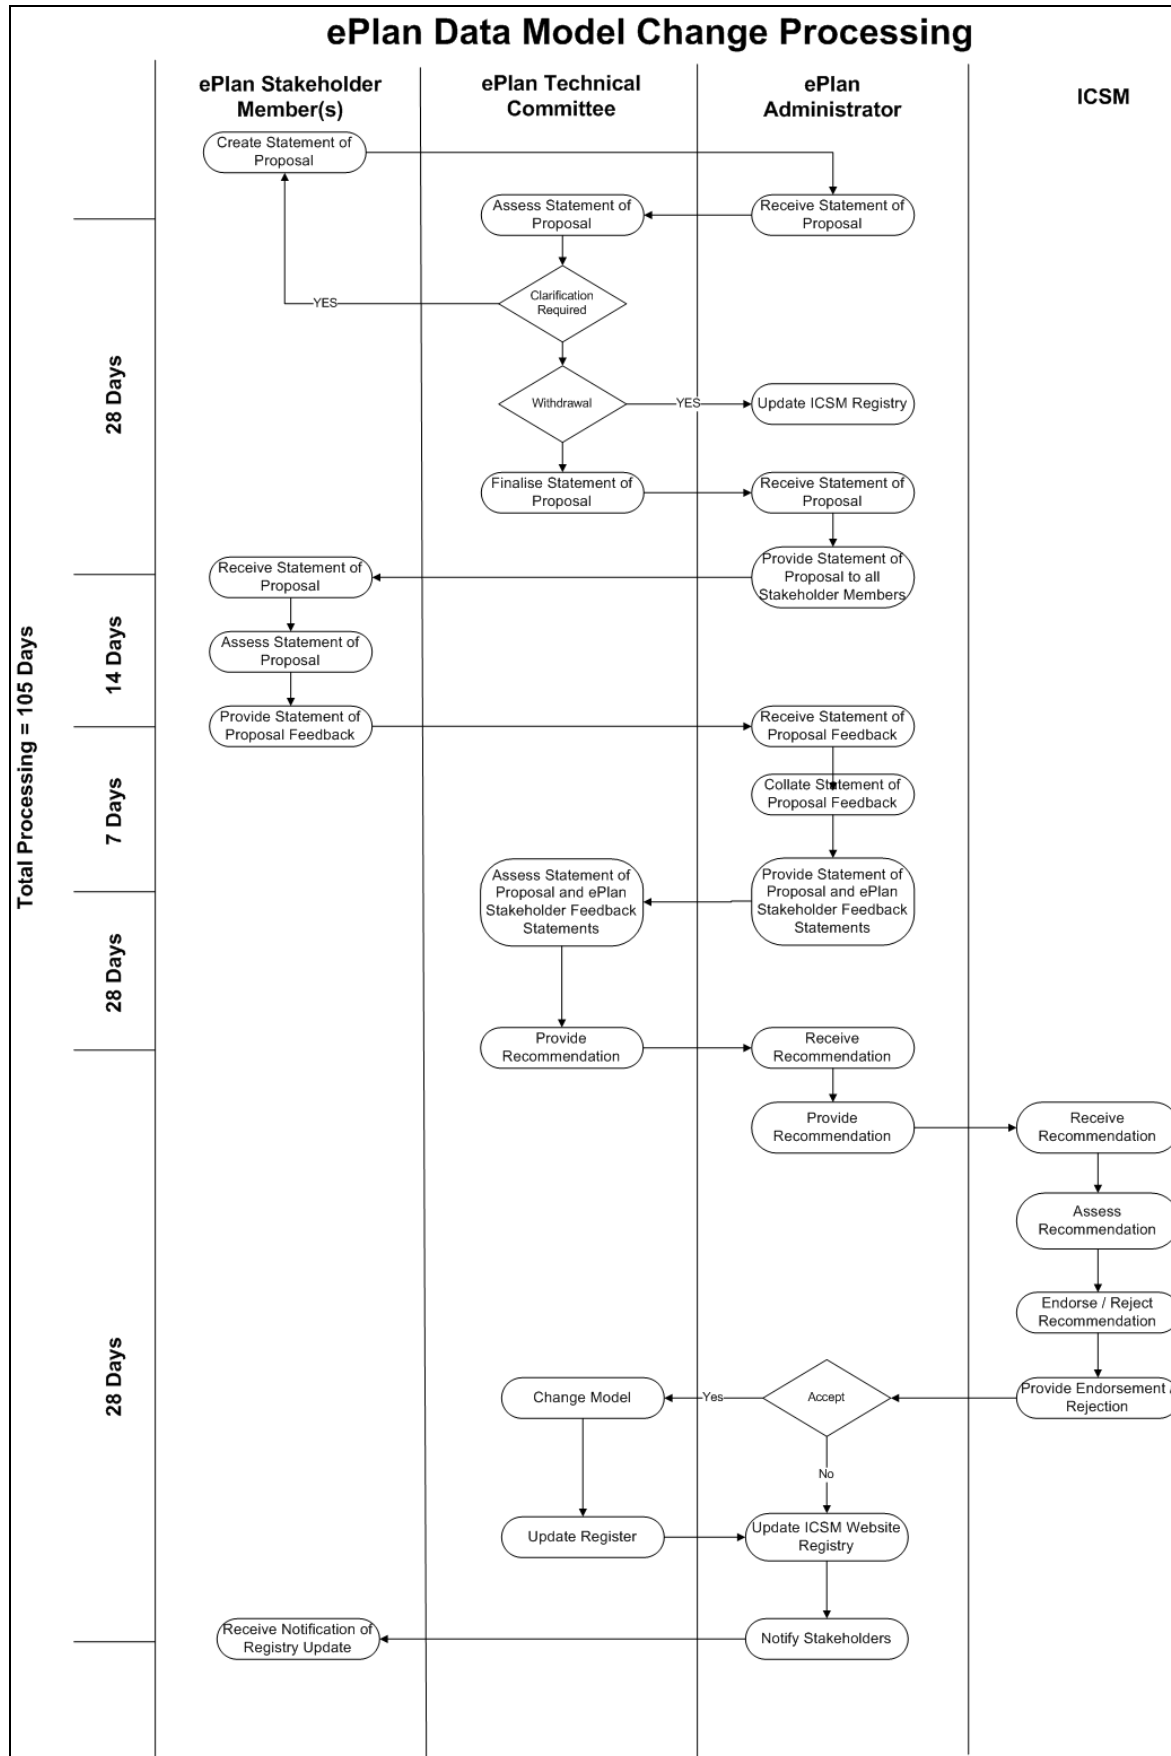 ePlan Data Model Change Processing
ePlan Stakeholder
Member(s)
ePlan Technical
Committee
ePlan
Administrator
ICSM
Create Statement of
Proposal
Assess Statement of
Proposal
Receive Statement of
Proposal
Clarification
Required
YES
28 Days
Withdrawal
YES
Update ICSM Registry
Finalise Statement of
Proposal
Receive Statement of
Proposal
Provide Statement of
Proposal to all
Stakeholder Members
Receive Statement of
Proposal
Total Processing = 105 Days
14 Days
Assess Statement of
Proposal
Provide Statement of
Proposal Feedback
Receive Statement of
Proposal Feedback
7 Days
Collate Statement of
Proposal Feedback
Assess Statement of
Proposal and ePlan
Stakeholder Feedback
Statements
Provide Statement of
Proposal and ePlan
Stakeholder Feedback
Statements
28 Days
Provide
Recommendation
Receive
Recommendation
Provide
Recommendation
Receive
Recommendation
Assess
Recommendation
Endorse / Reject
Recommendation
28 Days
Change Model
Yes
Accept
Provide Endorsement /
Rejection
No
Update Register
Update ICSM Website
Registry
Receive Notification of
Registry Update
Notify Stakeholders